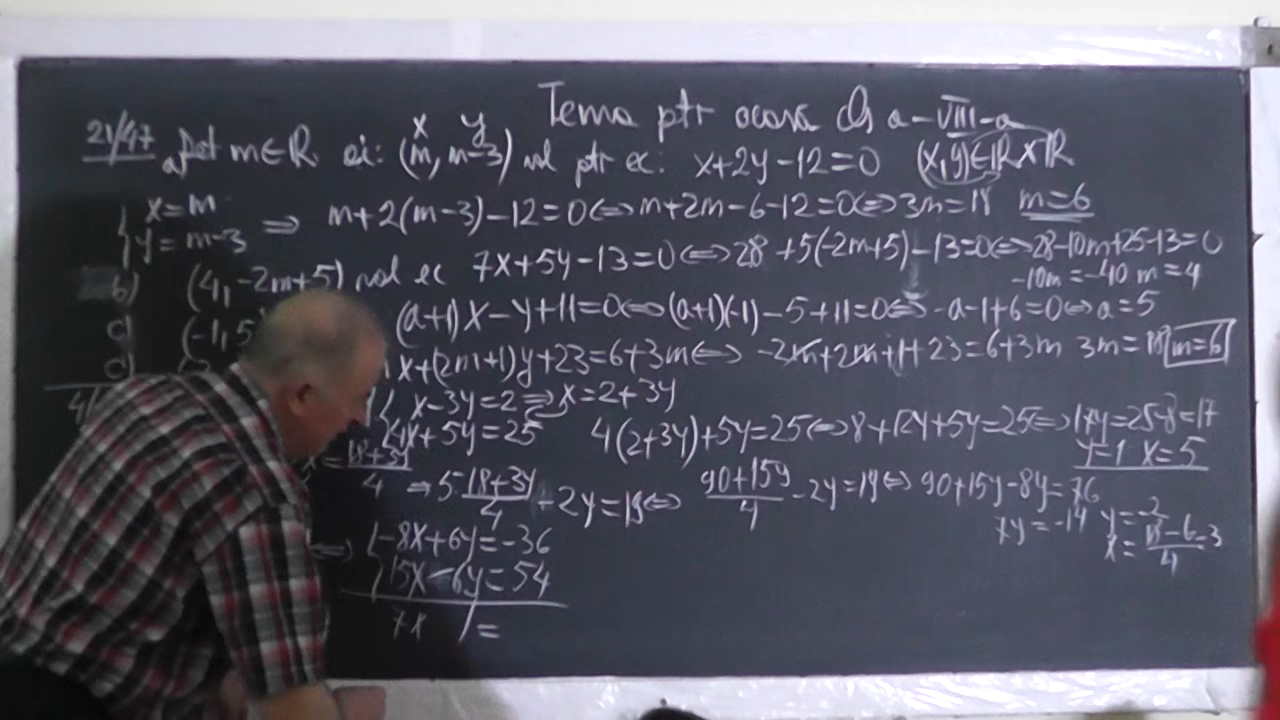 Tema ptr acasă cls a-VIII-a
21/47 a) Det m∈R. ai: (m, m-3) sol ptr ec: x+2y-12=0 (x,y)∈R×R
x y
{ x=m
{ y=m-3 ⇒ m+2(m-3)-12=0⇔m+2m-6-12=0⇔3m=18 m=6
b) (4, -2m+5) sol ec 7x+5y-13=0⇔28+5(-2m+5)-13=0⇔28-10m+25-13=0
-10m=-40 m=4
c) (-1,5 (a+1)x-y+11=0⇔(a+1)(-1)-5+11=0⇔-a-1+6=0⇔a=5
d) x+(2m+1)y+23=6+3m⇔-2m+2m+1+23=6+3m 3m=18 m=6
{ x-3y=2⇒x=2+3y
{ 4x+5y=25 4(2+3y)+5y=25⇔8+12y+5y=25⇔17y=25-8=17
y=1 x=5
x=18+3y/4 ⇒5·18+3y/4-2y=19⇔90+15y/4-2y=19⇔90+15y-8y=76
7y=-14 y=-2
x=18-6/4=3
⇔ { -8x+6y=-36
{ 15x-6y=54
7x / =